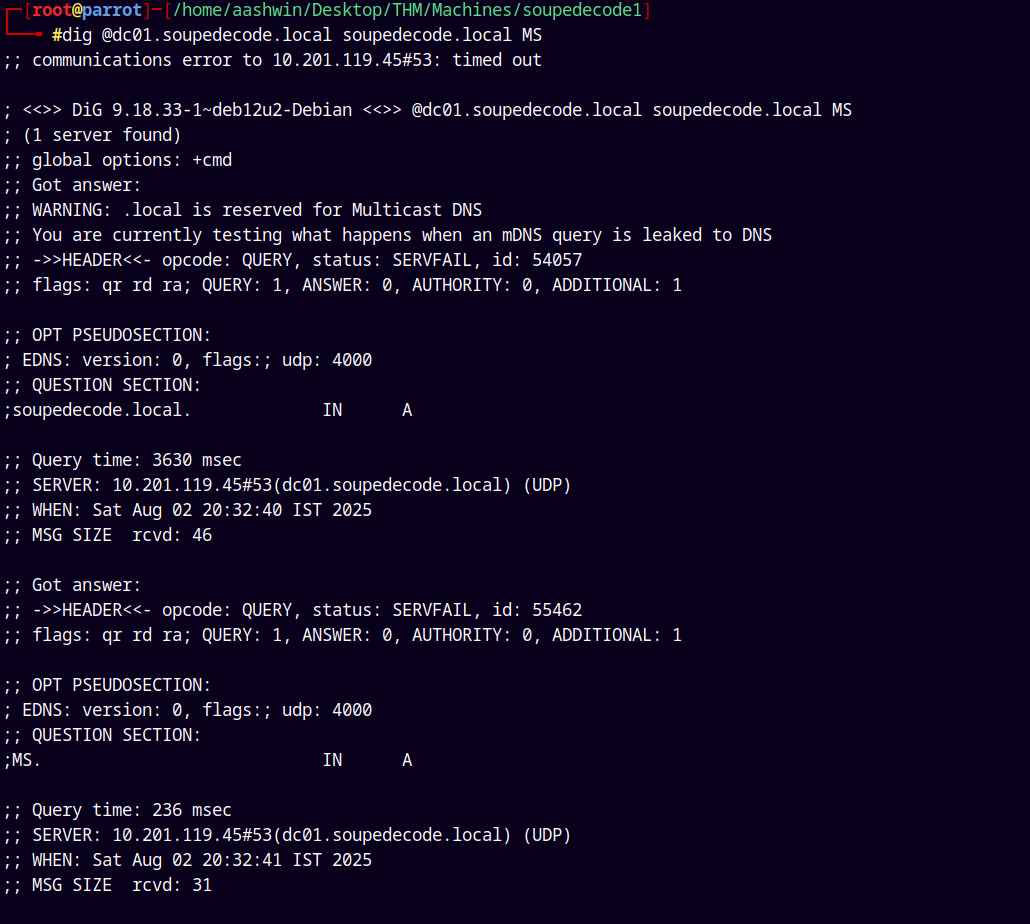 [root@parrot]─[/home/aashwin/Desktop/THM/Machines/soupedecode1]
#dig @dc01.soupedecode.local soupedecode.local MS
;; communications error to 10.201.119.45#53: timed out

; <<>> DiG 9.18.33-1~deb12u2-Debian <<>> @dc01.soupedecode.local soupedecode.local MS
; (1 server found)
;; global options: +cmd
;; Got answer:
;; WARNING: .local is reserved for Multicast DNS
;; You are currently testing what happens when an mDNS query is leaked to DNS
;; ->>HEADER<<- opcode: QUERY, status: SERVFAIL, id: 54057
;; flags: qr rd ra; QUERY: 1, ANSWER: 0, AUTHORITY: 0, ADDITIONAL: 1

;; OPT PSEUDOSECTION:
; EDNS: version: 0, flags:; udp: 4000
;; QUESTION SECTION:
;soupedecode.local. IN A

;; Query time: 3630 msec
;; SERVER: 10.201.119.45#53(dc01.soupedecode.local) (UDP)
;; WHEN: Sat Aug 02 20:32:40 IST 2025
;; MSG SIZE rcvd: 46

;; Got answer:
;; ->>HEADER<<- opcode: QUERY, status: SERVFAIL, id: 55462
;; flags: qr rd ra; QUERY: 1, ANSWER: 0, AUTHORITY: 0, ADDITIONAL: 1

;; OPT PSEUDOSECTION:
; EDNS: version: 0, flags:; udp: 4000
;; QUESTION SECTION:
;MS. IN A

;; Query time: 236 msec
;; SERVER: 10.201.119.45#53(dc01.soupedecode.local) (UDP)
;; WHEN: Sat Aug 02 20:32:41 IST 2025
;; MSG SIZE rcvd: 31